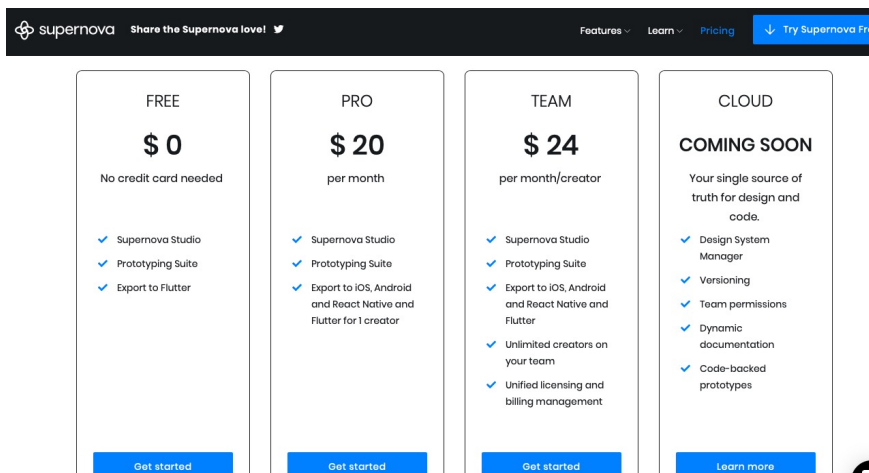 supernova Share the Supernova love! Features Learn Pricing Try Supernova Fr
FREE
$ 0
No credit card needed
Supernova Studio
Prototyping Suite
Export to Flutter
Get started
PRO
$ 20
per month
Supernova Studio
Prototyping Suite
Export to iOS, Android
and React Native and
Flutter for 1 creator
Get started
TEAM
$ 24
per month/creator
Supernova Studio
Prototyping Suite
Export to iOS, Android
and React Native and
Flutter
Unlimited creators on
your team
Unified licensing and
billing management
Get started
CLOUD
COMING SOON
Your single source of
truth for design and
code.
Design System
Manager
Versioning
Team permissions
Dynamic
documentation
Code-backed
prototypes
Learn more